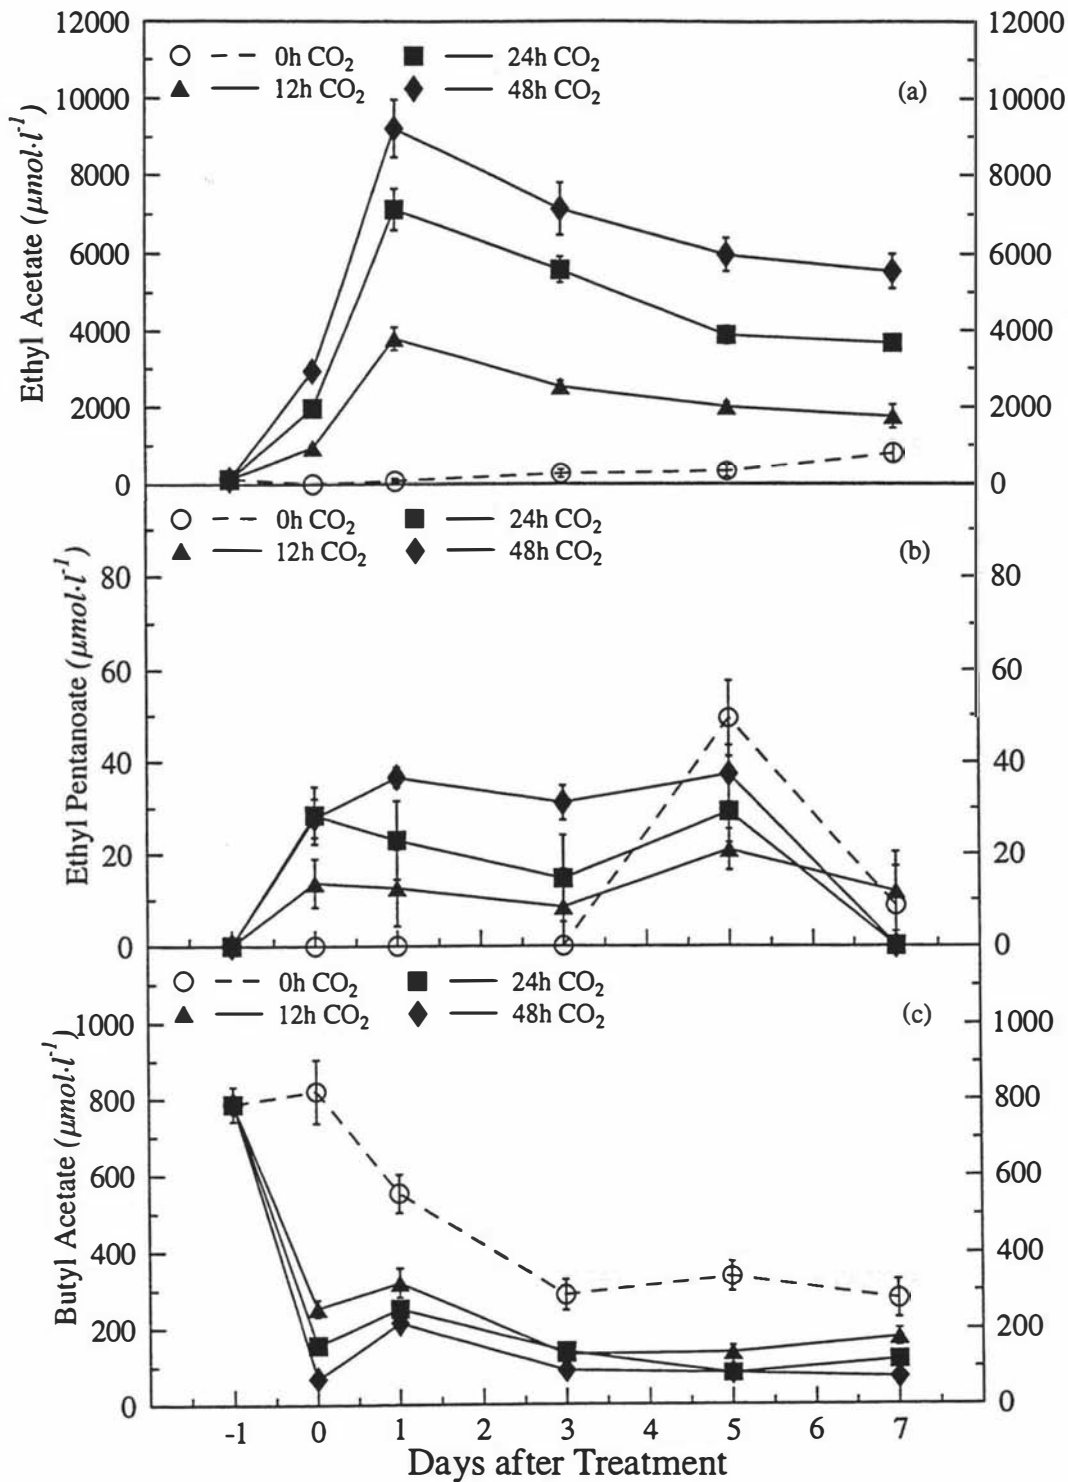 12000 12000
0h CO₂ 24h CO₂
12h CO₂ 48h CO₂
(a)
10000 10000
8000 8000
6000 6000
4000 4000
2000 2000
0 0
Ethyl Acetate (μmol·l⁻¹)
0h CO₂ 24h CO₂
12h CO₂ 48h CO₂
(b)
80 80
60 60
40 40
20 20
0 0
Ethyl Pentanoate (μmol·l⁻¹)
0h CO₂ 24h CO₂
12h CO₂ 48h CO₂
(c)
1000 1000
800 800
600 600
400 400
200 200
0 0
Butyl Acetate (μmol·l⁻¹)
-1 0 1 2 3 4 5 6 7
Days after Treatment